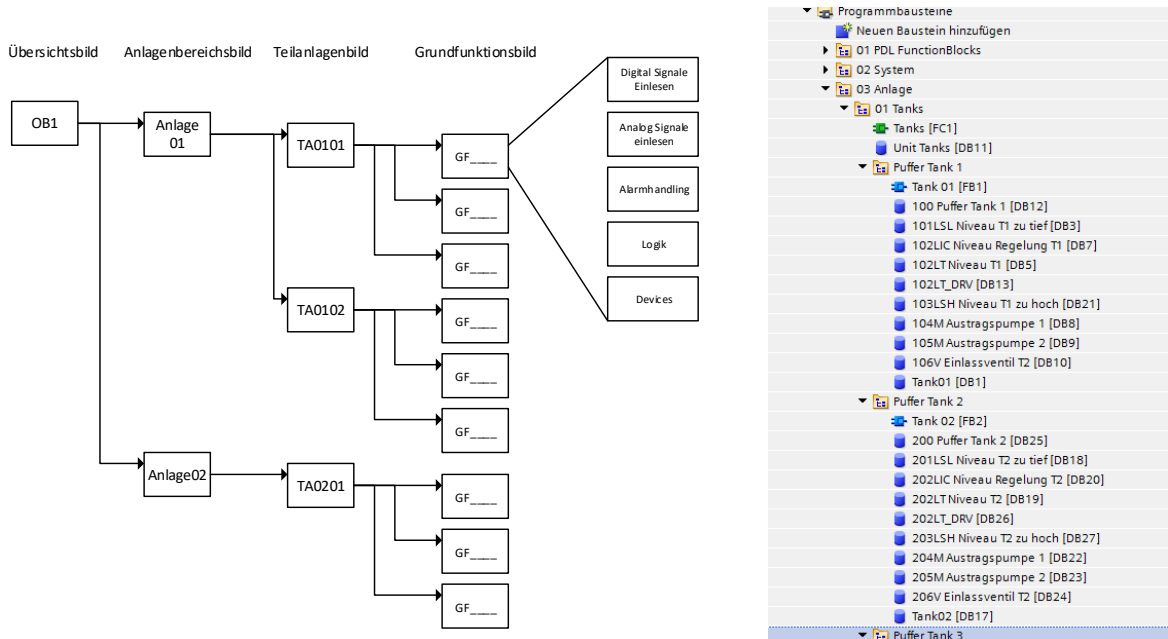 Übersichtsbild
Anlagenbereichsbild
Teilanlagenbild
Grundfunktionsbild
OB1
Anlage
01
TA0101
GF____
GF____
GF____
TA0102
GF____
GF____
GF____
Anlage02
TA0201
GF____
GF____
GF____
Digital Signale
Einlesen
Analog Signale
einlesen
Alarmhandling
Logik
Devices
Programmbausteine
Neuen Baustein hinzufügen
01 PDL FunctionBlocks
02 System
03 Anlage
01 Tanks
Tanks [FC1]
Unit Tanks [DB11]
Puffer Tank 1
Tank 01 [FB1]
100 Puffer Tank 1 [DB12]
101LSL Niveau T1 zu tief [DB3]
102LIC Niveau Regelung T1 [DB7]
102LT Niveau T1 [DB5]
102LT_DRV [DB13]
103LSH Niveau T1 zu hoch [DB21]
104M Austragspumpe 1 [DB8]
105M Austragspumpe 2 [DB9]
106V Einlassventil T2 [DB10]
Tank01 [DB1]
Puffer Tank 2
Tank 02 [FB2]
200 Puffer Tank 2 [DB25]
201LSL Niveau T2 zu tief [DB18]
202LIC Niveau Regelung T2 [DB20]
202LT Niveau T2 [DB19]
202LT_DRV [DB26]
203LSH Niveau T2 zu hoch [DB27]
204M Austragspumpe 1 [DB22]
205M Austragspumpe 2 [DB23]
206V Einlassventil T2 [DB24]
Tank02 [DB17]
Puffer Tank 3